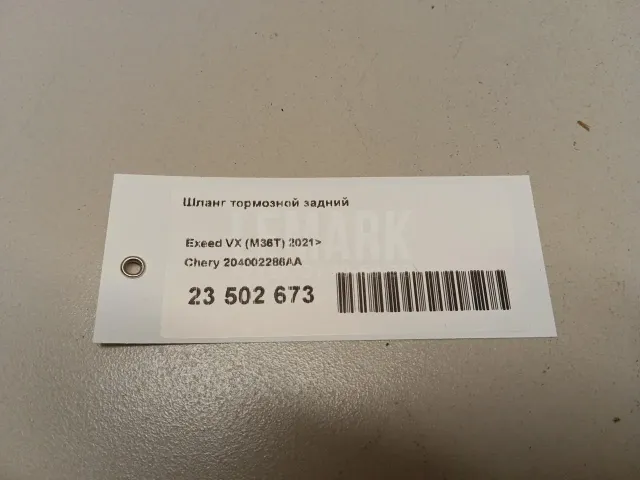 Шланг тормозной задний
Exeed VX (M36T) 2021>
Chery 204002286AA
23 502 673